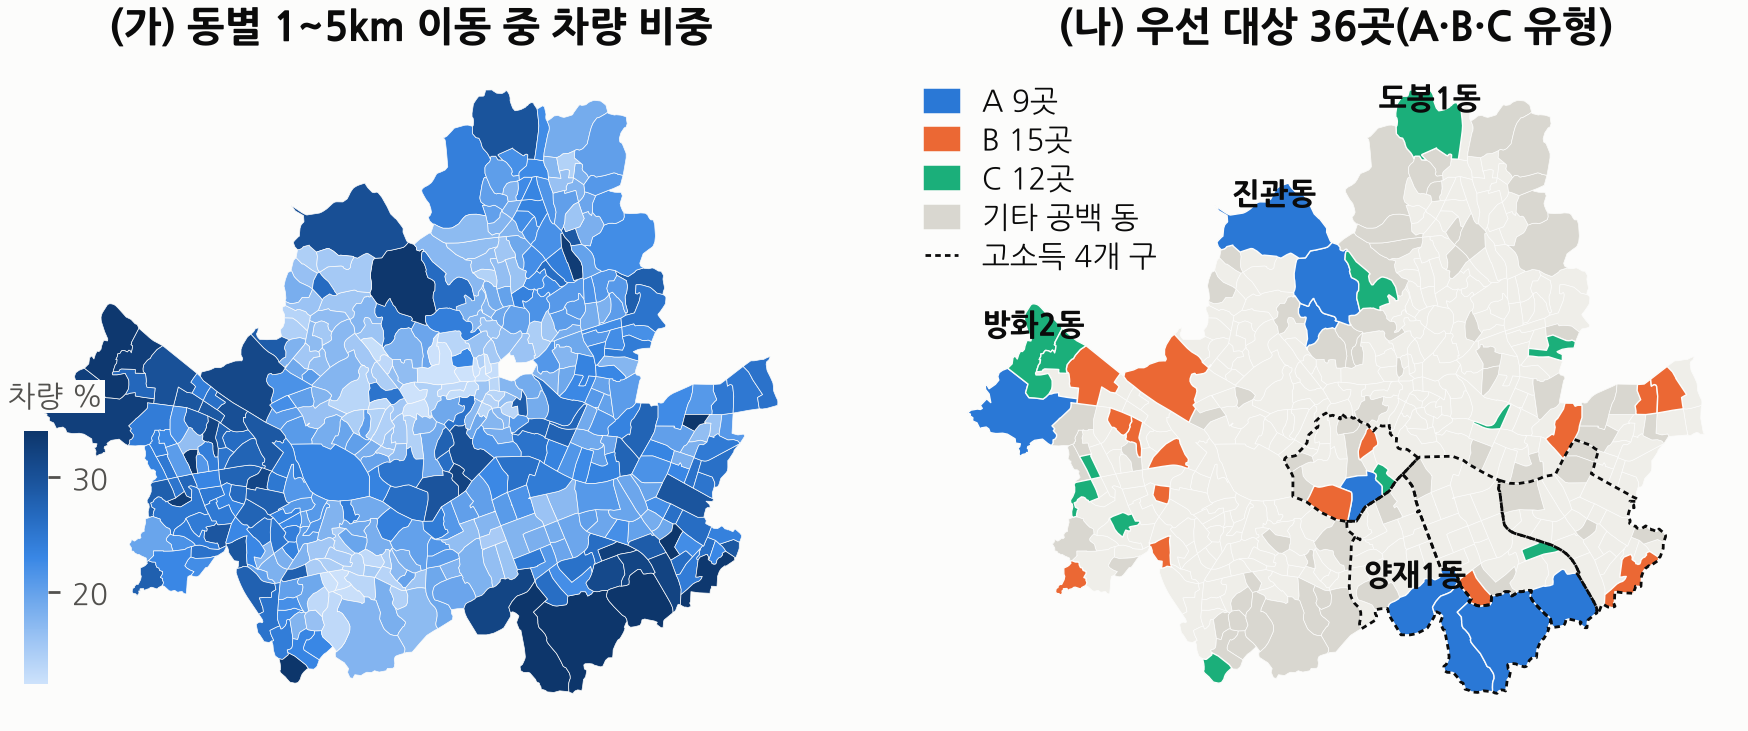 (가) 동별 1~5km 이동 중 차량 비중
차량 %
30
20
(나) 우선 대상 36곳(A·B·C 유형)
A 9곳
B 15곳
C 12곳
기타 공백 동
고소득 4개 구
도봉1동
진관동
방화2동
양재1동